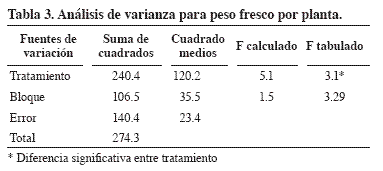 Tabla 3. Análisis de varianza para peso fresco por planta.
Fuentes de variación Suma de cuadrados Cuadrado medios F calculado F tabulado
Tratamiento 240.4 120.2 5.1 3.1*
Bloque 106.5 35.5 1.5 3.29
Error 140.4 23.4
Total 274.3
* Diferencia significativa entre tratamiento